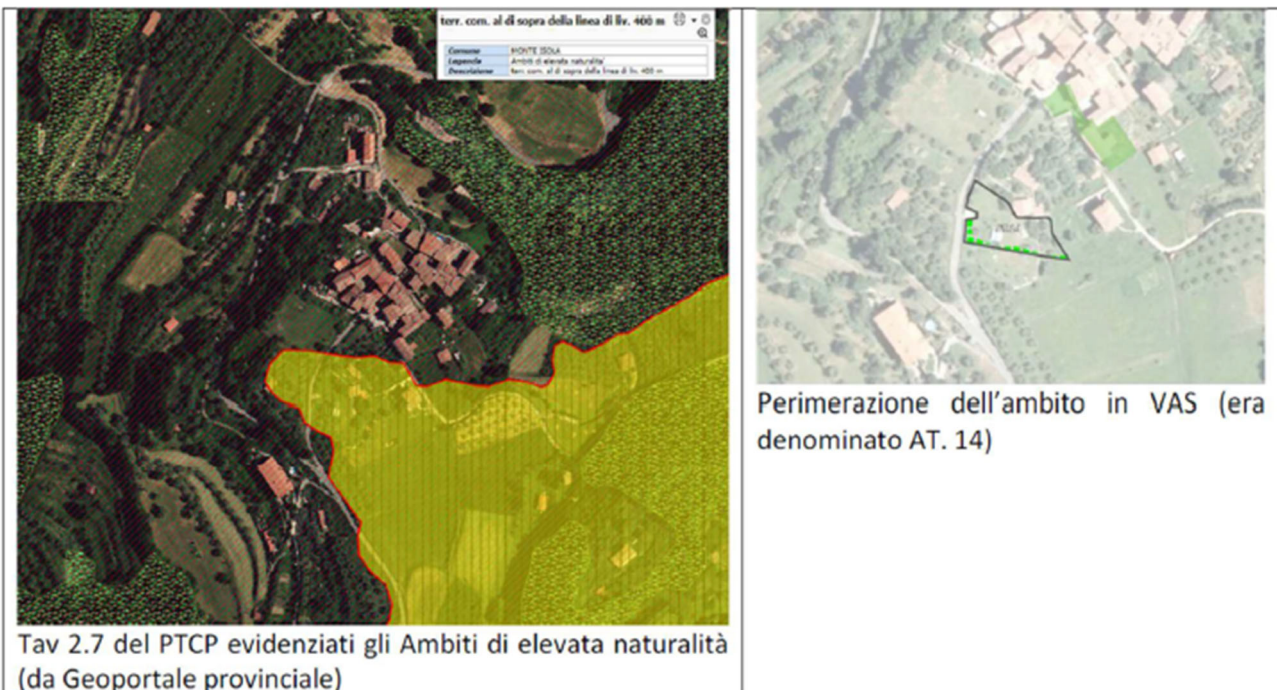 terr. com. al di sopra della linea di liv. 400 m
Comune MONTE ISOLA
Legenda Ambiti di elevata naturalita'
Descrizione terr. com. al di sopra della linea di liv. 400 m
Tav 2.7 del PTCP evidenziati gli Ambiti di elevata naturalità
(da Geoportale provinciale)
Perimerazione dell'ambito in VAS (era
denominato AT. 14)